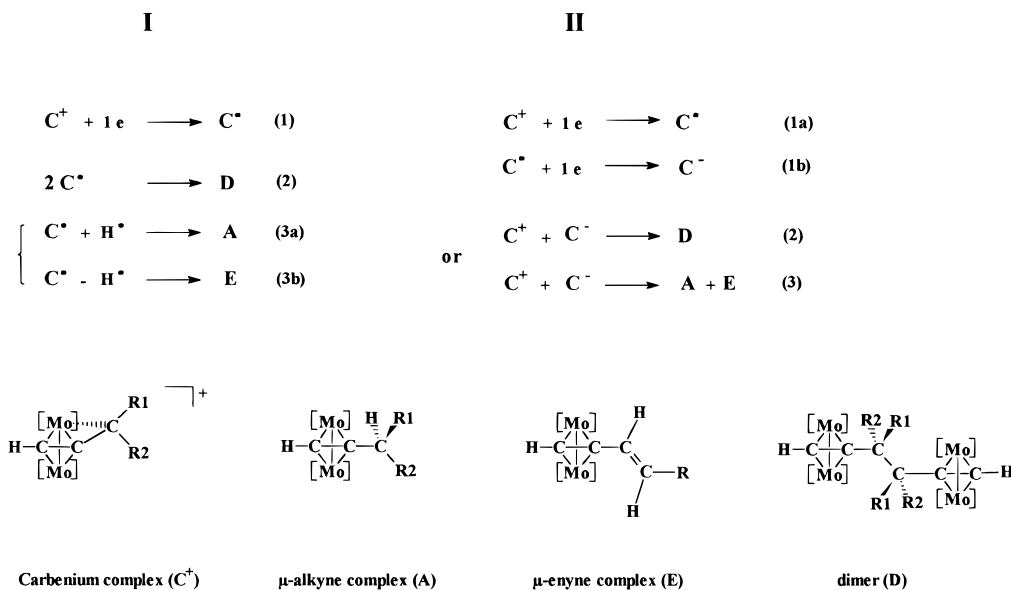 I II
C⁺ + 1 e ⟶ C• (1)
2 C• ⟶ D (2)
C• + H• ⟶ A (3a)
C• - H• ⟶ E (3b)
or
C⁺ + 1 e ⟶ C• (1a)
C• + 1 e ⟶ C⁻ (1b)
C⁺ + C⁻ ⟶ D (2)
C⁺ + C⁻ ⟶ A + E (3)
[Mo] C R1 +
H C C R2
[Mo]
[Mo] H R1
H C C C
[Mo] R2
H
[Mo]
H C C C
[Mo] C R
H
R2 R1
[Mo] [Mo]
H C C C
C C C H
[Mo] R1 R2 [Mo]
Carbenium complex (C⁺) μ-alkyne complex (A) μ-enyne complex (E) dimer (D)